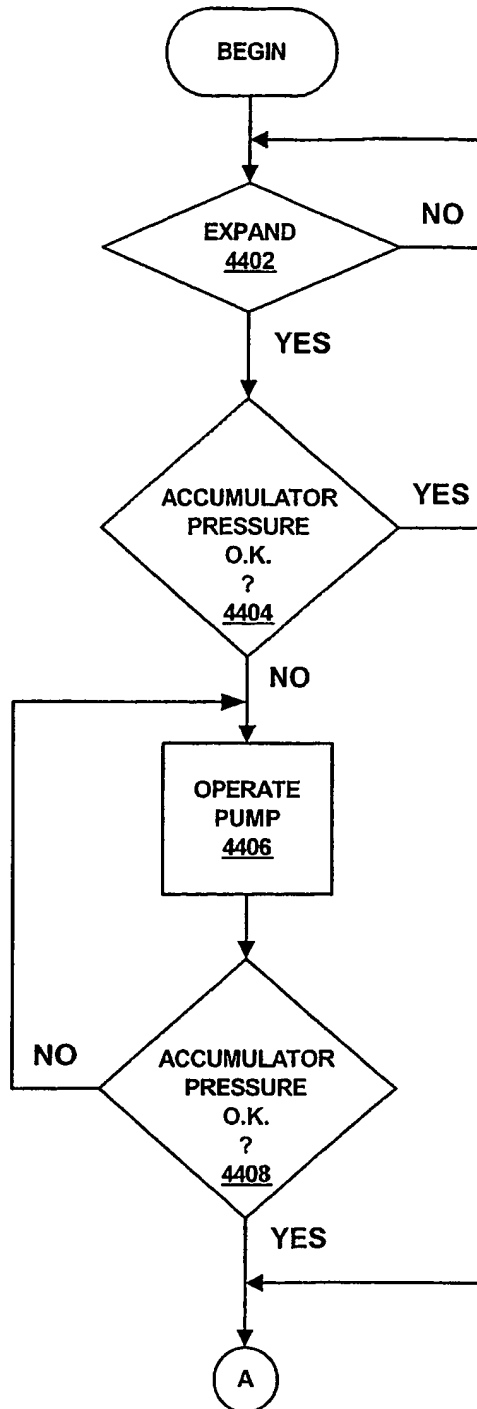 BEGIN
EXPAND
4402
NO
YES
ACCUMULATOR
PRESSURE
O.K.
?
4404
YES
NO
OPERATE
PUMP
4406
NO
ACCUMULATOR
PRESSURE
O.K.
?
4408
YES
A